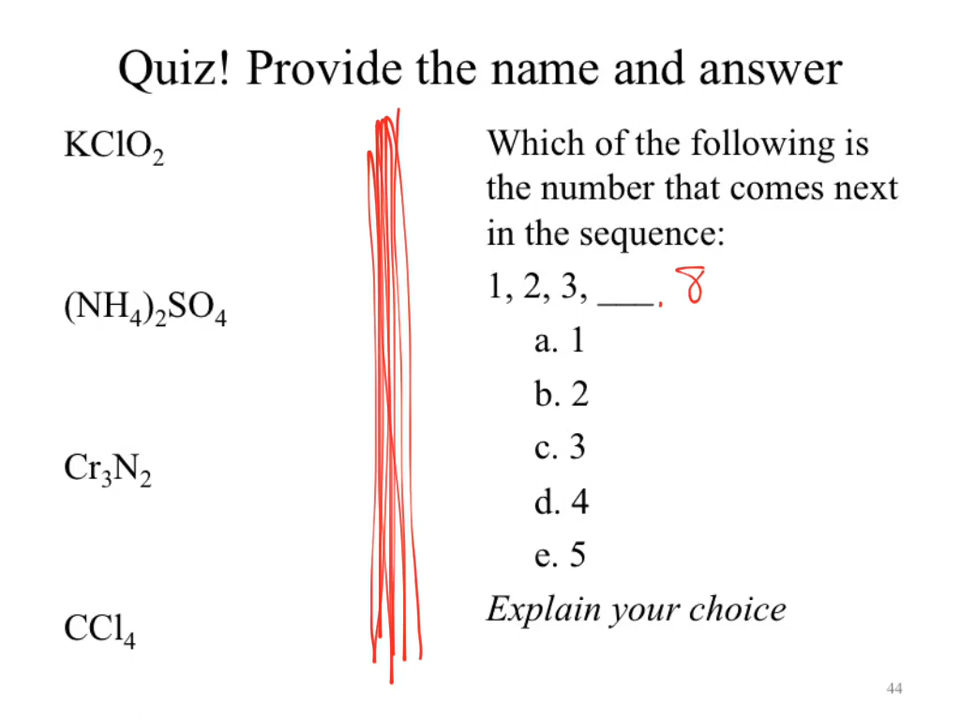 Quiz! Provide the name and answer
KClO₂
(NH₄)₂SO₄
Cr₃N₂
CCl₄
Which of the following is
the number that comes next
in the sequence:
1, 2, 3, ___. 8
a. 1
b. 2
c. 3
d. 4
e. 5
Explain your choice
44